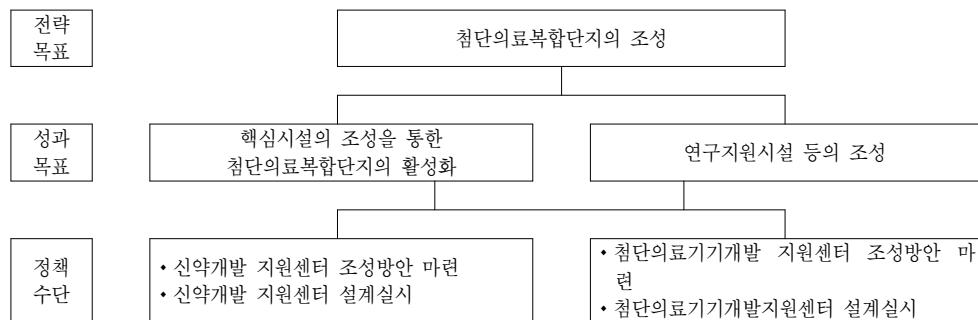 전략
목표
첨단의료복합단지의 조성
성과
목표
핵심시설의 조성을 통한
첨단의료복합단지의 활성화
연구지원시설 등의 조성
정책
수단
• 신약개발 지원센터 조성방안 마련
• 신약개발 지원센터 설계실시
• 첨단의료기기개발 지원센터 조성방안 마
련
• 첨단의료기기개발지원센터 설계실시